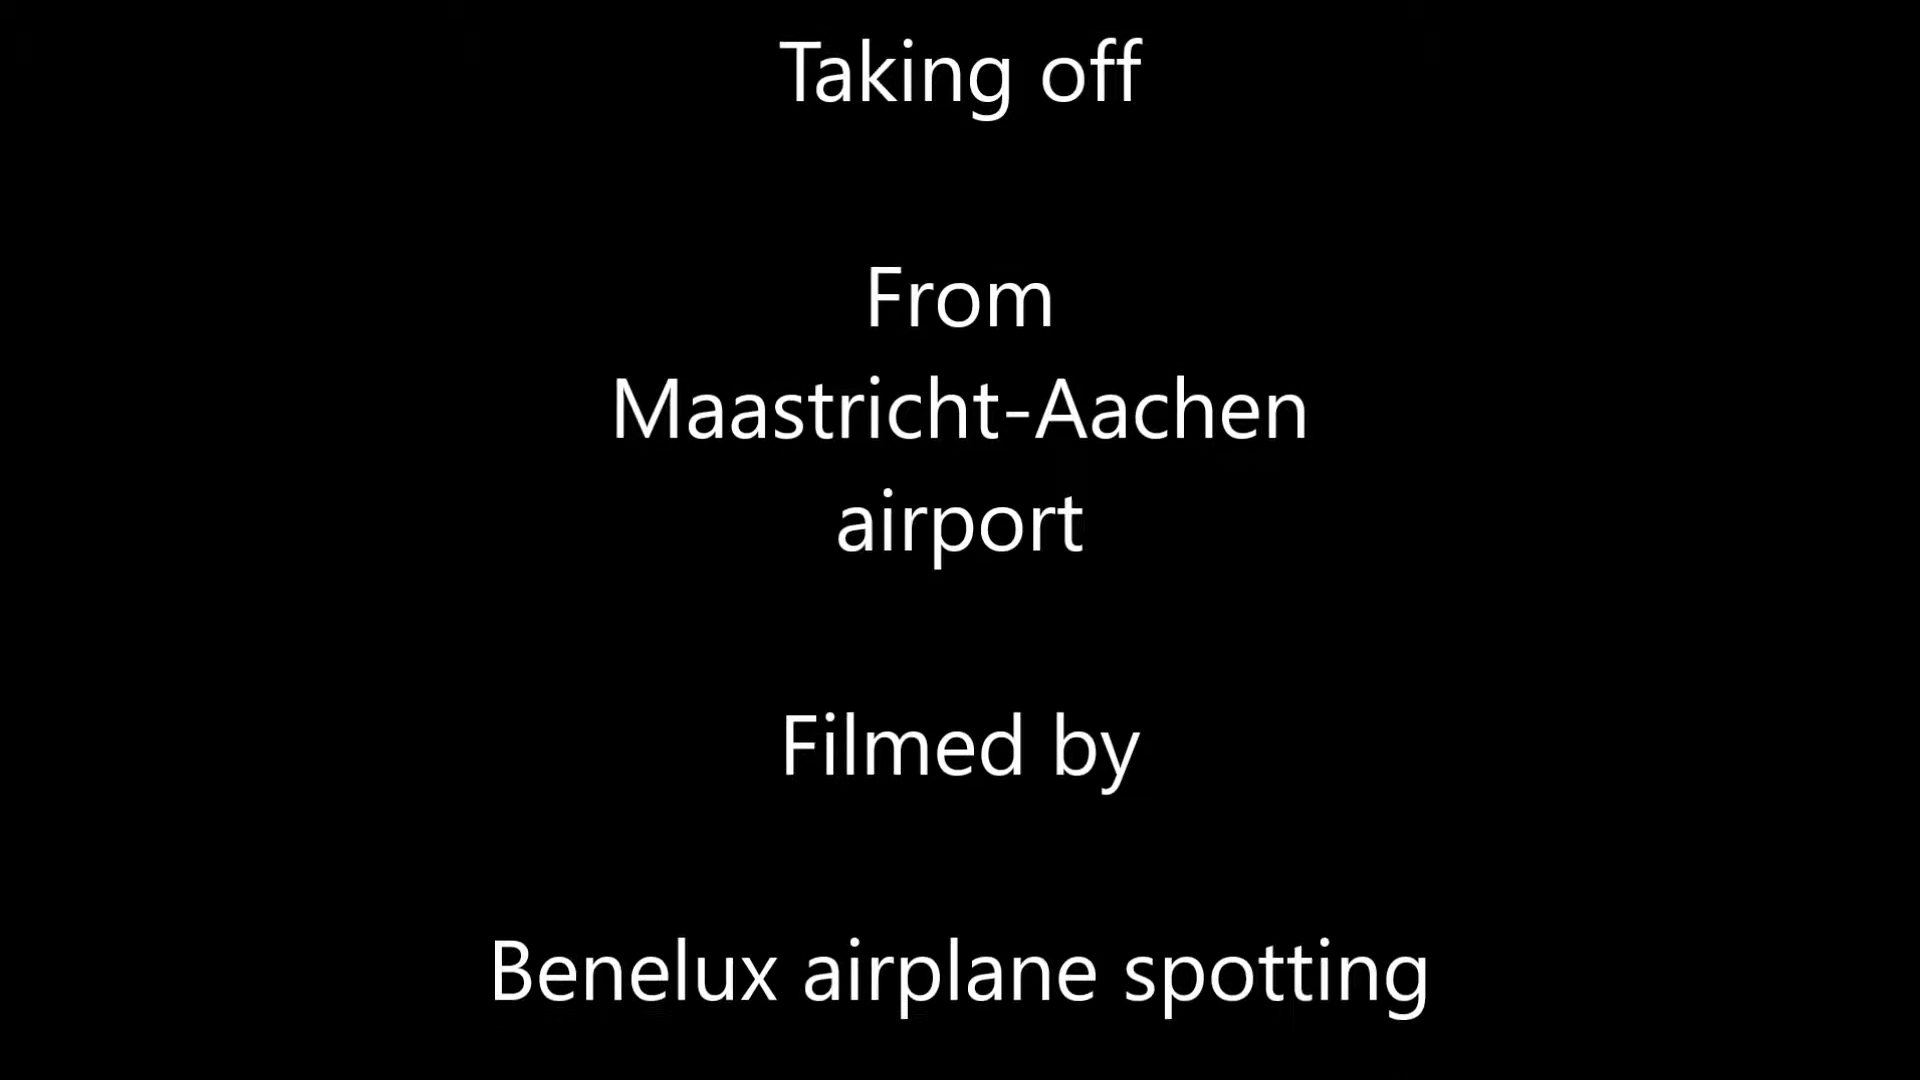 Taking off
From
Maastricht-Aachen
airport
Filmed by
Benelux airplane spotting